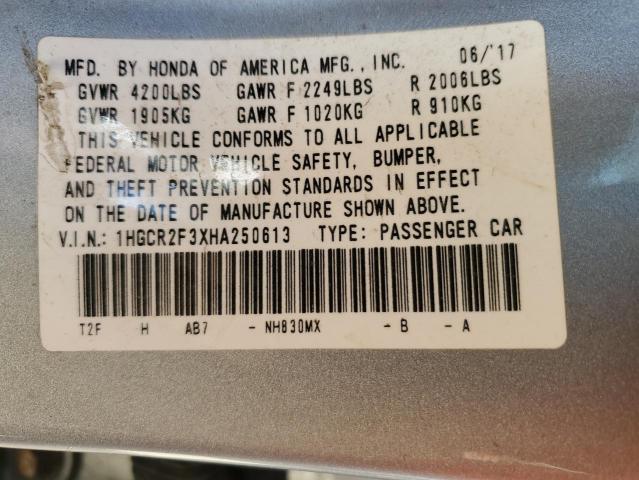 MFD. BY HONDA OF AMERICA MFG., INC. 06/'17
GVWR 4200LBS GAWR F 2249LBS R 2006LBS
GVWR 1905KG GAWR F 1020KG R 910KG
THIS VEHICLE CONFORMS TO ALL APPLICABLE
FEDERAL MOTOR VEHICLE SAFETY, BUMPER,
AND THEFT PREVENTION STANDARDS IN EFFECT
ON THE DATE OF MANUFACTURE SHOWN ABOVE.
V.I.N.: 1HGCR2F3XHA250613 TYPE: PASSENGER CAR
T2F H AB7 - NH830MX - B - A